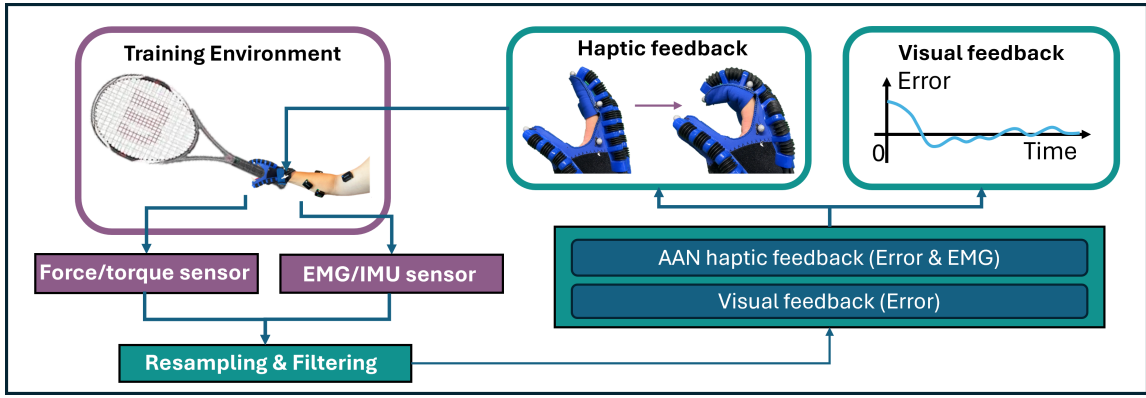 Training Environment
Haptic feedback
Visual feedback
Error
0
Time
Force/torque sensor
EMG/IMU sensor
AAN haptic feedback (Error & EMG)
Visual feedback (Error)
Resampling & Filtering